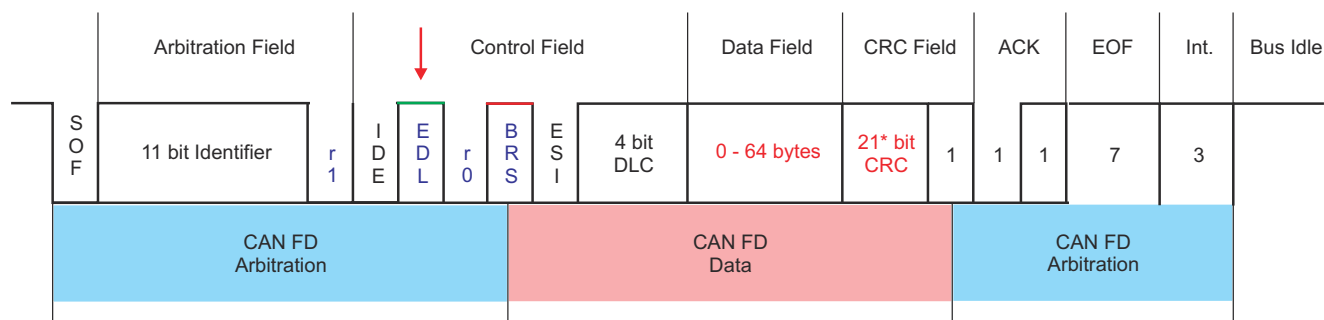 Arbitration Field
Control Field
Data Field
CRC Field
ACK
EOF
Int.
Bus Idle
S
O
F
11 bit Identifier
r
1
I
D
E
E
D
L
r
0
B
R
S
E
S
I
4 bit
DLC
0 - 64 bytes
21* bit
CRC
1
1
1
7
3
CAN FD
Arbitration
CAN FD
Data
CAN FD
Arbitration